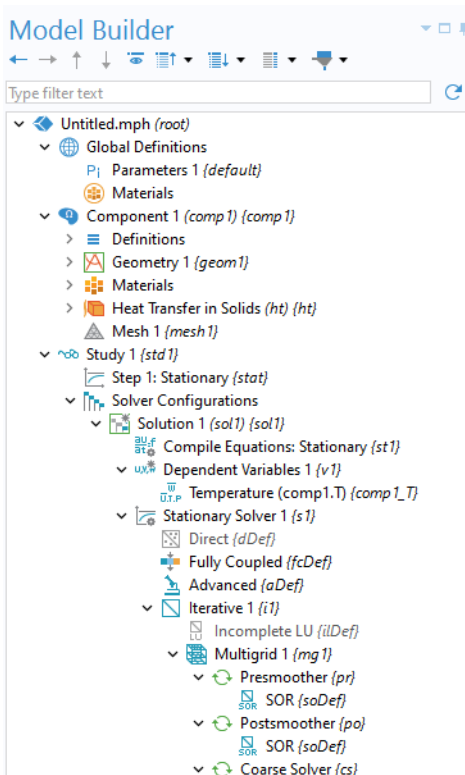 Model Builder
Type filter text
Untitled.mph (root)
Global Definitions
Pi Parameters 1 {default}
Materials
Component 1 (comp1) {comp1}
Definitions
Geometry 1 {geom1}
Materials
Heat Transfer in Solids (ht) {ht}
Mesh 1 {mesh1}
Study 1 {std1}
Step 1: Stationary {stat}
Solver Configurations
Solution 1 (sol1) {sol1}
Compile Equations: Stationary {st1}
Dependent Variables 1 {v1}
Temperature (comp1.T) {comp1_T}
Stationary Solver 1 {s1}
Direct {dDef}
Fully Coupled {fcDef}
Advanced {aDef}
Iterative 1 {i1}
LU Incomplete LU {ilDef}
Multigrid 1 {mg1}
Presmoother {pr}
SOR SOR {soDef}
Postsmoother {po}
SOR SOR {soDef}
Coarse Solver {cs}